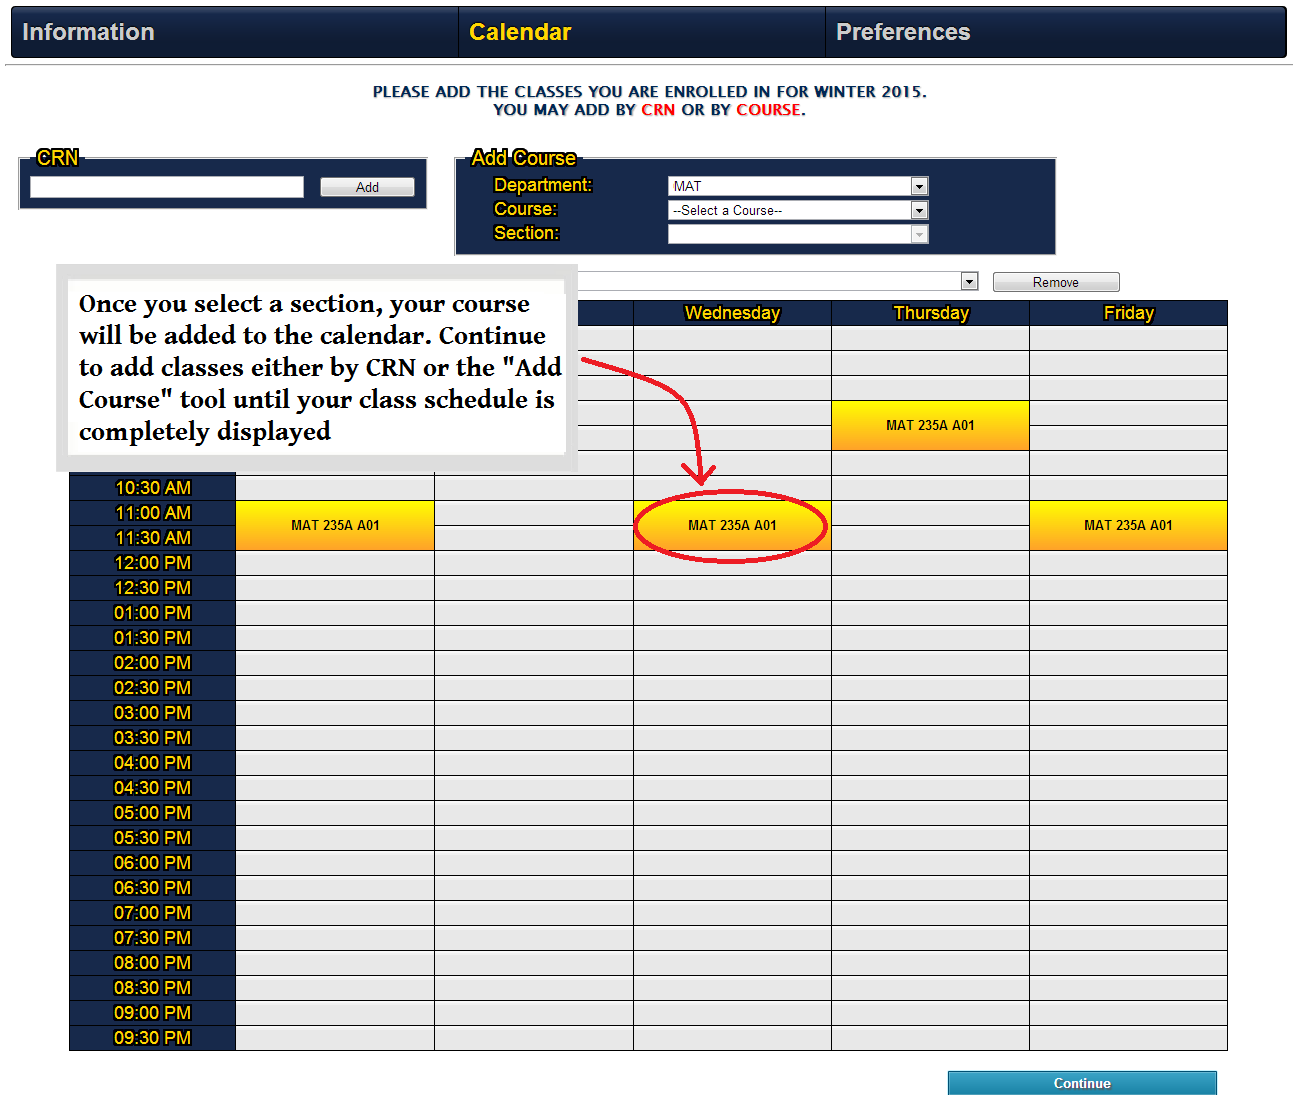 Information
Calendar
Preferences
PLEASE ADD THE CLASSES YOU ARE ENROLLED IN FOR WINTER 2015.
YOU MAY ADD BY CRN OR BY COURSE.
CRN
Add
Add Course
Department:
MAT
Course:
--Select a Course--
Section:
Remove
Once you select a section, your course
will be added to the calendar. Continue
to add classes either by CRN or the "Add
Course" tool until your class schedule is
completely displayed
Wednesday
Thursday
Friday
MAT 235A A01
10:30 AM
11:00 AM
11:30 AM
MAT 235A A01
MAT 235A A01
MAT 235A A01
12:00 PM
12:30 PM
01:00 PM
01:30 PM
02:00 PM
02:30 PM
03:00 PM
03:30 PM
04:00 PM
04:30 PM
05:00 PM
05:30 PM
06:00 PM
06:30 PM
07:00 PM
07:30 PM
08:00 PM
08:30 PM
09:00 PM
09:30 PM
Continue